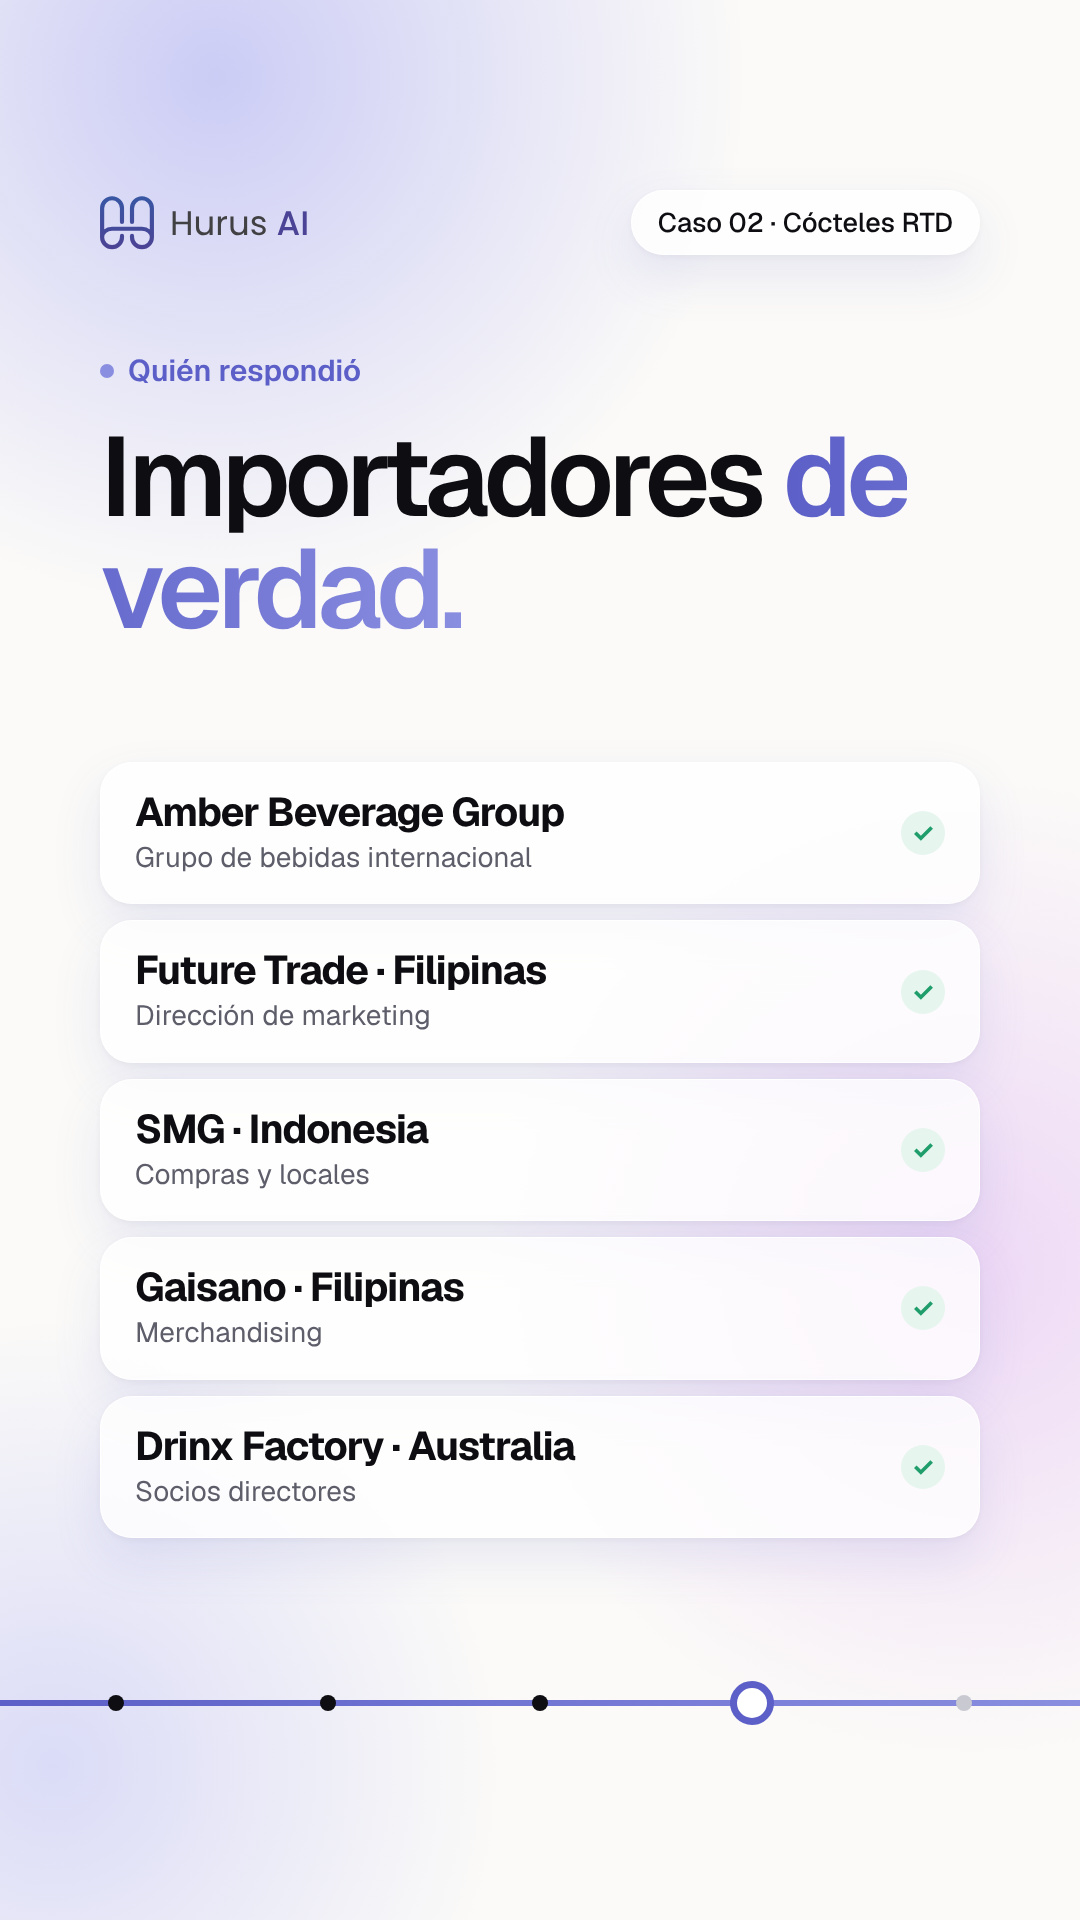 Hurus AI
Caso 02 · Cócteles RTD
Quién respondió
Importadores de
verdad.
Amber Beverage Group
Grupo de bebidas internacional
Future Trade · Filipinas
Dirección de marketing
SMG · Indonesia
Compras y locales
Gaisano · Filipinas
Merchandising
Drinx Factory · Australia
Socios directores